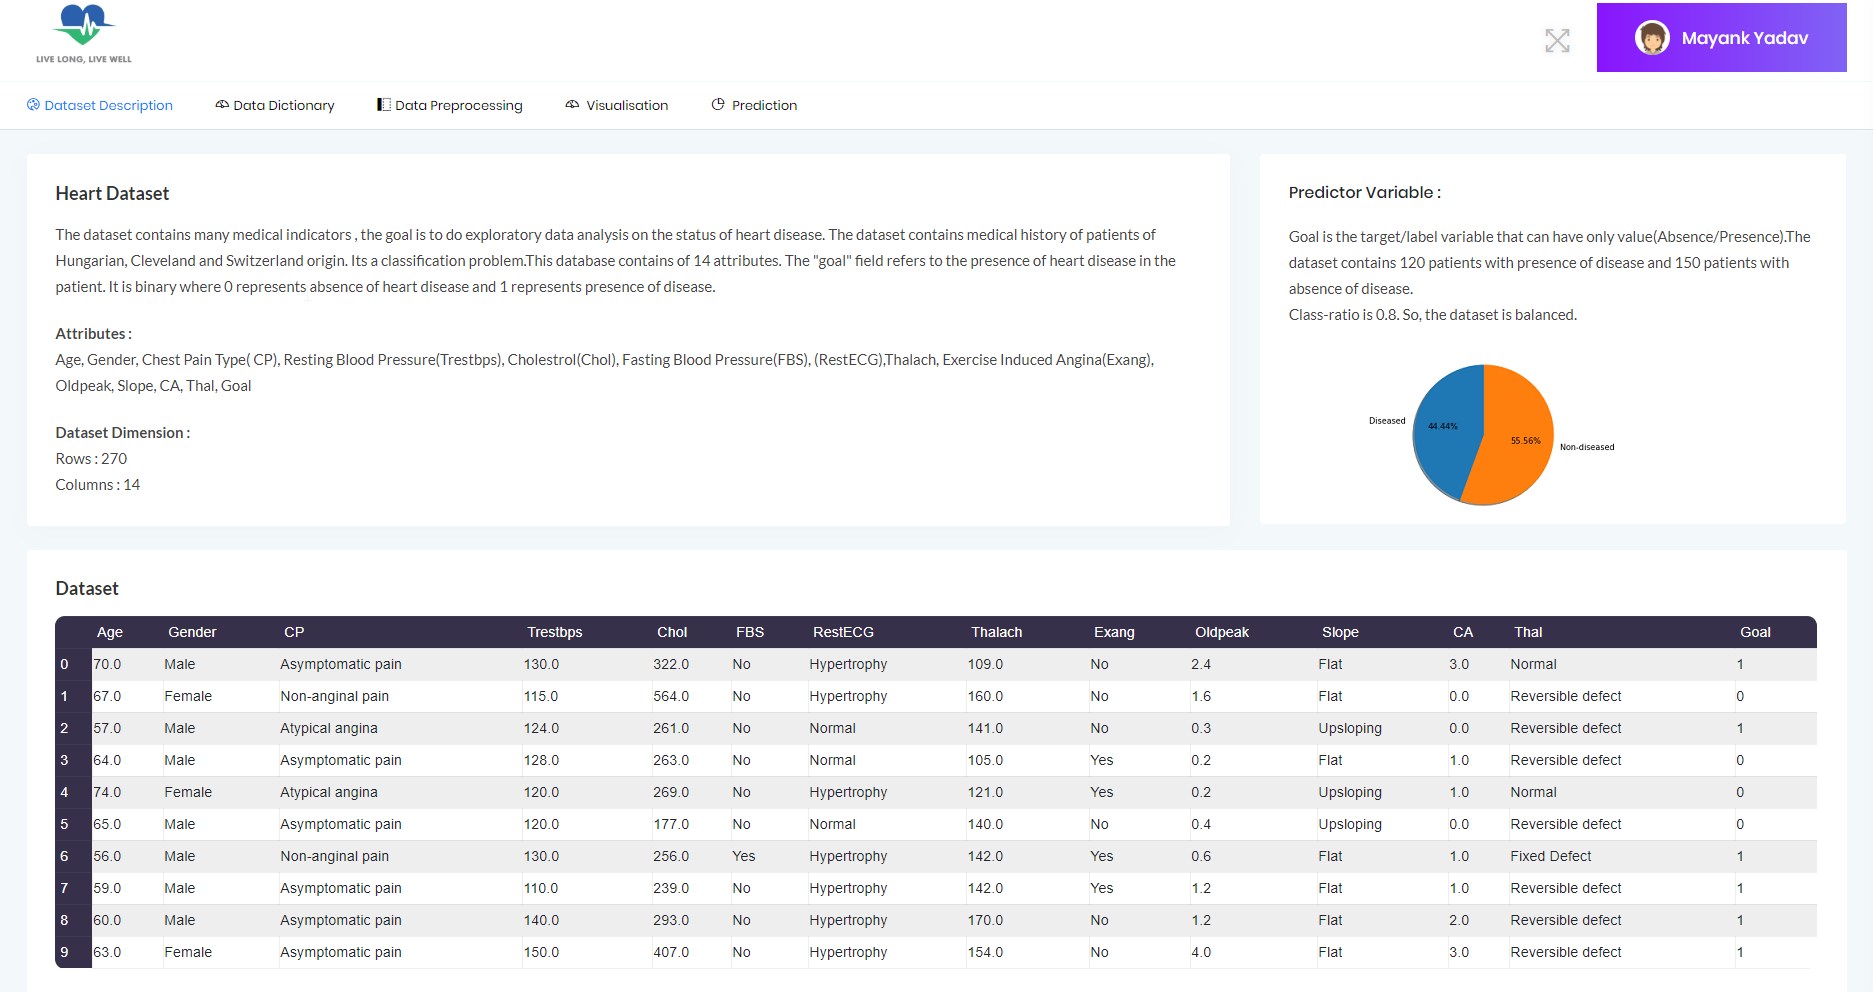 LIVE LONG, LIVE WELL
Mayank Yadav
Dataset Description Data Dictionary Data Preprocessing Visualisation Prediction
Heart Dataset
The dataset contains many medical indicators , the goal is to do exploratory data analysis on the status of heart disease. The dataset contains medical history of patients of
Hungarian, Cleveland and Switzerland origin. Its a classification problem.This database contains of 14 attributes. The "goal" field refers to the presence of heart disease in the
patient. It is binary where 0 represents absence of heart disease and 1 represents presence of disease.
Attributes :
Age, Gender, Chest Pain Type( CP), Resting Blood Pressure(Trestbps), Cholestrol(Chol), Fasting Blood Pressure(FBS), (RestECG),Thalach, Exercise Induced Angina(Exang),
Oldpeak, Slope, CA, Thal, Goal
Dataset Dimension :
Rows : 270
Columns : 14
Predictor Variable :
Goal is the target/label variable that can have only value(Absence/Presence).The
dataset contains 120 patients with presence of disease and 150 patients with
absence of disease.
Class-ratio is 0.8. So, the dataset is balanced.
Diseased
44.44%
55.56%
Non-diseased
Dataset
Age Gender CP Trestbps Chol FBS RestECG Thalach Exang Oldpeak Slope CA Thal Goal
0 70.0 Male Asymptomatic pain 130.0 322.0 No Hypertrophy 109.0 No 2.4 Flat 3.0 Normal 1
1 67.0 Female Non-anginal pain 115.0 564.0 No Hypertrophy 160.0 No 1.6 Flat 0.0 Reversible defect 0
2 57.0 Male Atypical angina 124.0 261.0 No Normal 141.0 No 0.3 Upsloping 0.0 Reversible defect 1
3 64.0 Male Asymptomatic pain 128.0 263.0 No Normal 105.0 Yes 0.2 Flat 1.0 Reversible defect 0
4 74.0 Female Atypical angina 120.0 269.0 No Hypertrophy 121.0 Yes 0.2 Upsloping 1.0 Normal 0
5 65.0 Male Asymptomatic pain 120.0 177.0 No Normal 140.0 No 0.4 Upsloping 0.0 Reversible defect 0
6 56.0 Male Non-anginal pain 130.0 256.0 Yes Hypertrophy 142.0 Yes 0.6 Flat 1.0 Fixed Defect 1
7 59.0 Male Asymptomatic pain 110.0 239.0 No Hypertrophy 142.0 Yes 1.2 Flat 1.0 Reversible defect 1
8 60.0 Male Asymptomatic pain 140.0 293.0 No Hypertrophy 170.0 No 1.2 Flat 2.0 Reversible defect 1
9 63.0 Female Asymptomatic pain 150.0 407.0 No Hypertrophy 154.0 No 4.0 Flat 3.0 Reversible defect 1